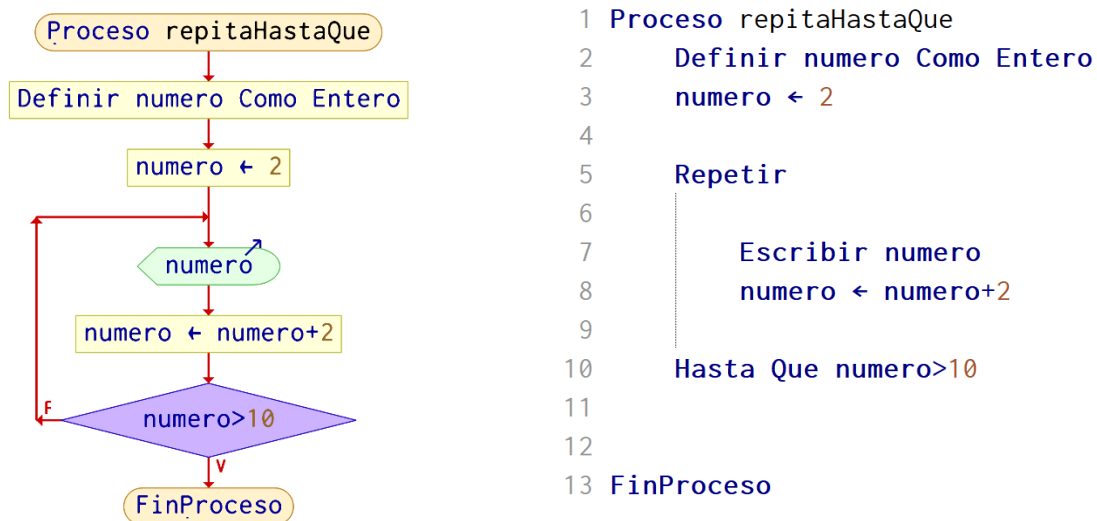 Proceso repitaHastaQue
Definir numero Como Entero
numero ← 2
numero
numero ← numero+2
numero>10
F
V
FinProceso
1 Proceso repitaHastaQue
2 Definir numero Como Entero
3 numero ← 2
4
5 Repetir
6
7 Escribir numero
8 numero ← numero+2
9
10 Hasta Que numero>10
11
12
13 FinProceso